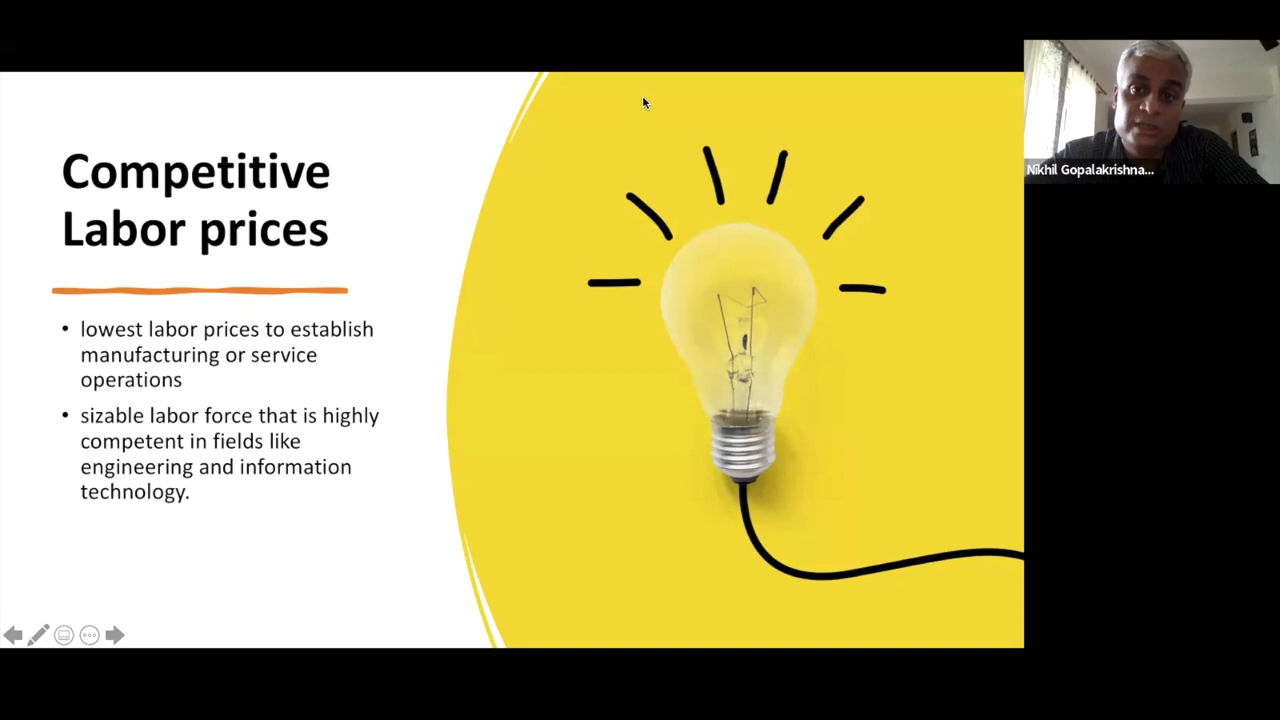 Competitive
Labor prices
• lowest labor prices to establish
manufacturing or service
operations
• sizable labor force that is highly
competent in fields like
engineering and information
technology.
Nikhil Gopalakrishna...